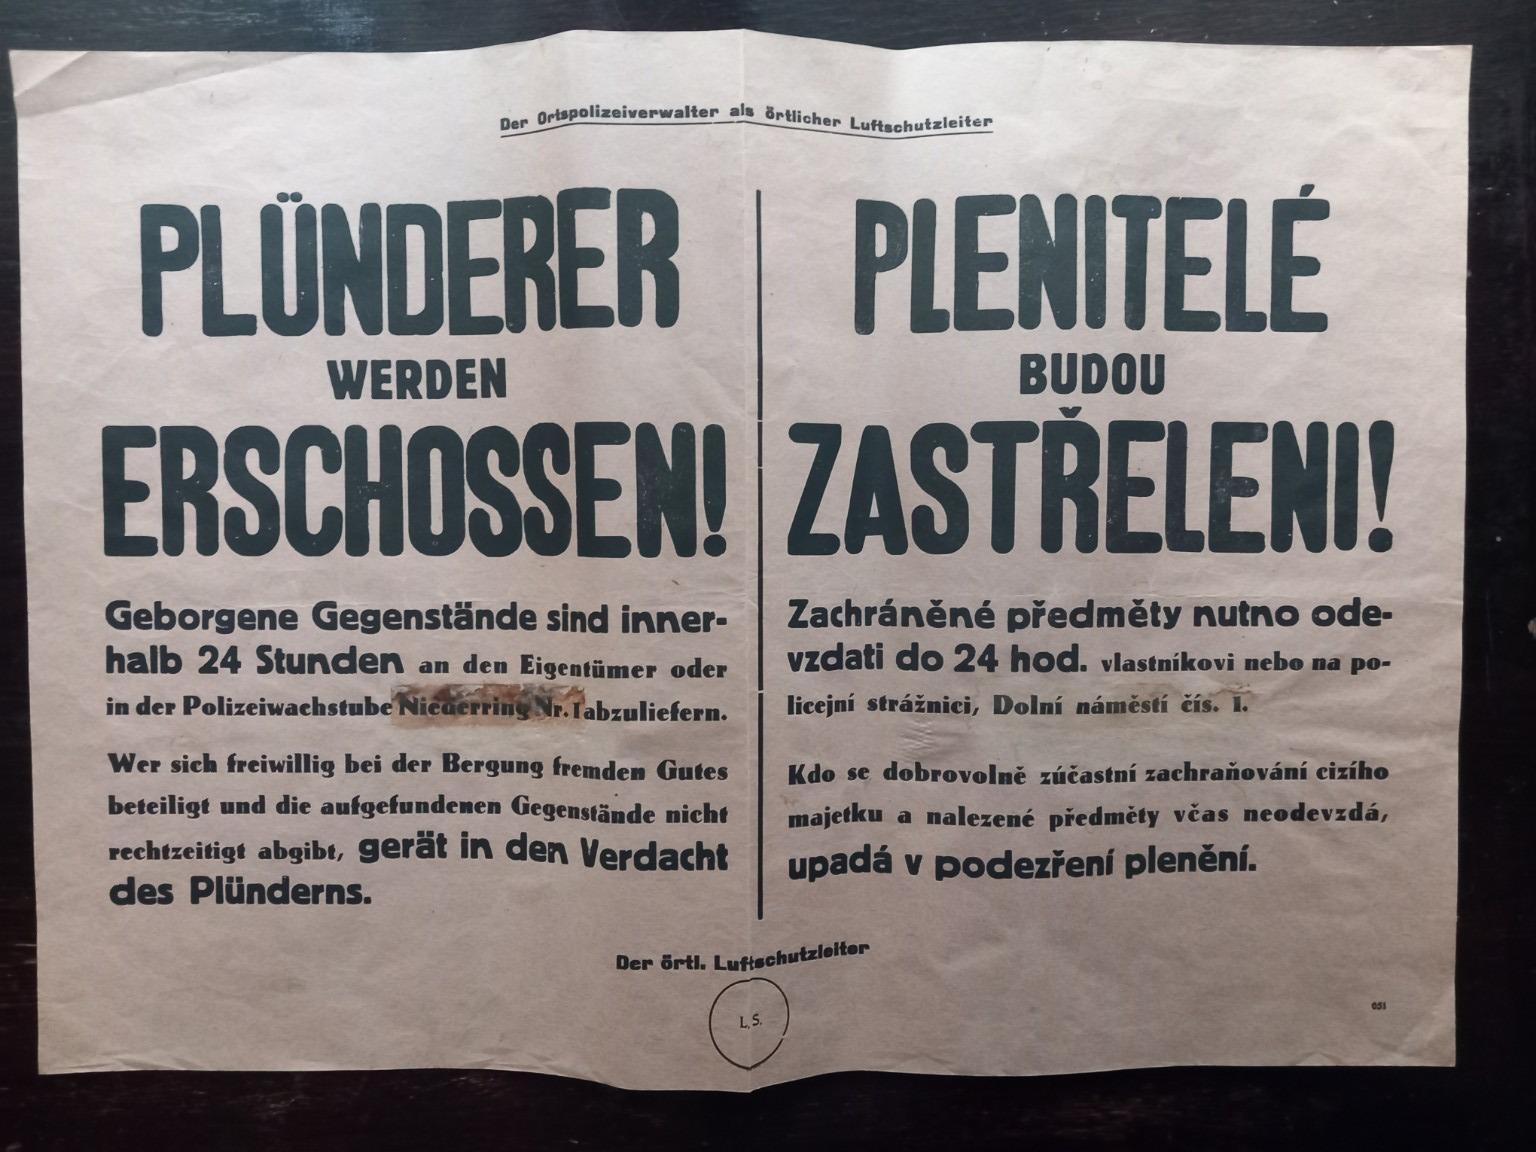 Der Ortspolizeiverwalter als örtlicher Luftschutzleiter
PLÜNDERER
WERDEN
ERSCHOSSEN!
Geborgene Gegenstände sind inner-
halb 24 Stunden an den Eigentümer oder
in der Polizeiwachstube Niederring Nr. 1 abzuliefern.
Wer sich freiwillig bei der Bergung fremden Gutes
beteiligt und die aufgefundenen Gegenstände nicht
rechtzeitigt abgibt, gerät in den Verdacht
des Plünderns.
PLENITELÉ
BUDOU
ZASTŘELENI!
Zachráněné předměty nutno ode-
vzdati do 24 hod. vlastníkovi nebo na po-
licejní strážnici, Dolní náměstí čís. 1.
Kdo se dobrovolně zúčastní zachraňování cizího
majetku a nalezené předměty včas neodevzdá,
upadá v podezření plenění.
Der örtl. Luftschutzleiter
L. S.
051